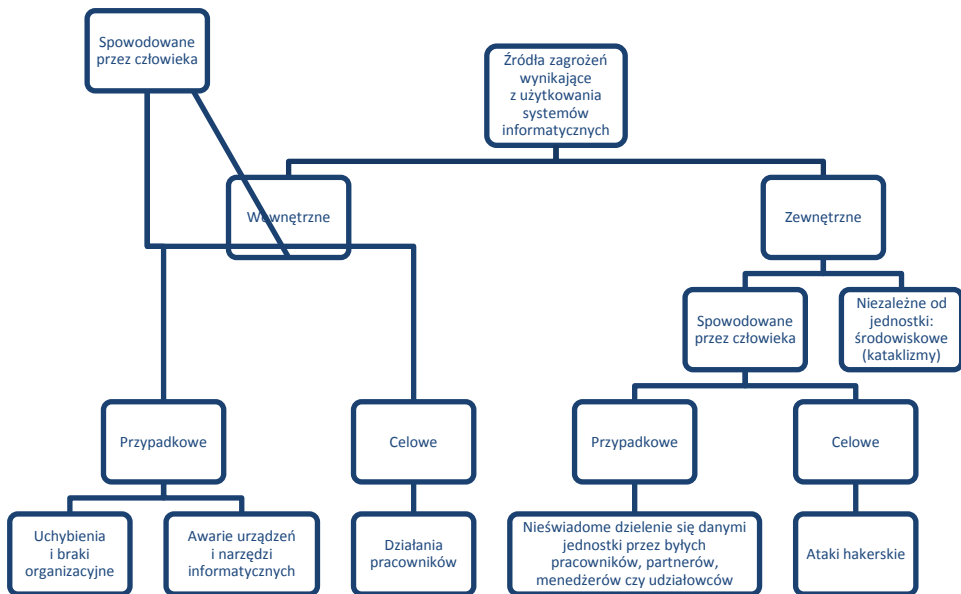 Spowodowane
przez człowieka
Źródła zagrożeń
wynikające
z użytkowania
systemów
informatycznych
Wewnętrzne
Zewnętrzne
Spowodowane
przez człowieka
Niezależne od
jednostki:
środowiskowe
(kataklizmy)
Przypadkowe
Celowe
Przypadkowe
Celowe
Uchybienia
i braki
organizacyjne
Awarie urządzeń
i narzędzi
informatycznych
Działania
pracowników
Nieświadome dzielenie się danymi
jednostki przez byłych
pracowników, partnerów,
menedżerów czy udziałowców
Ataki hakerskie